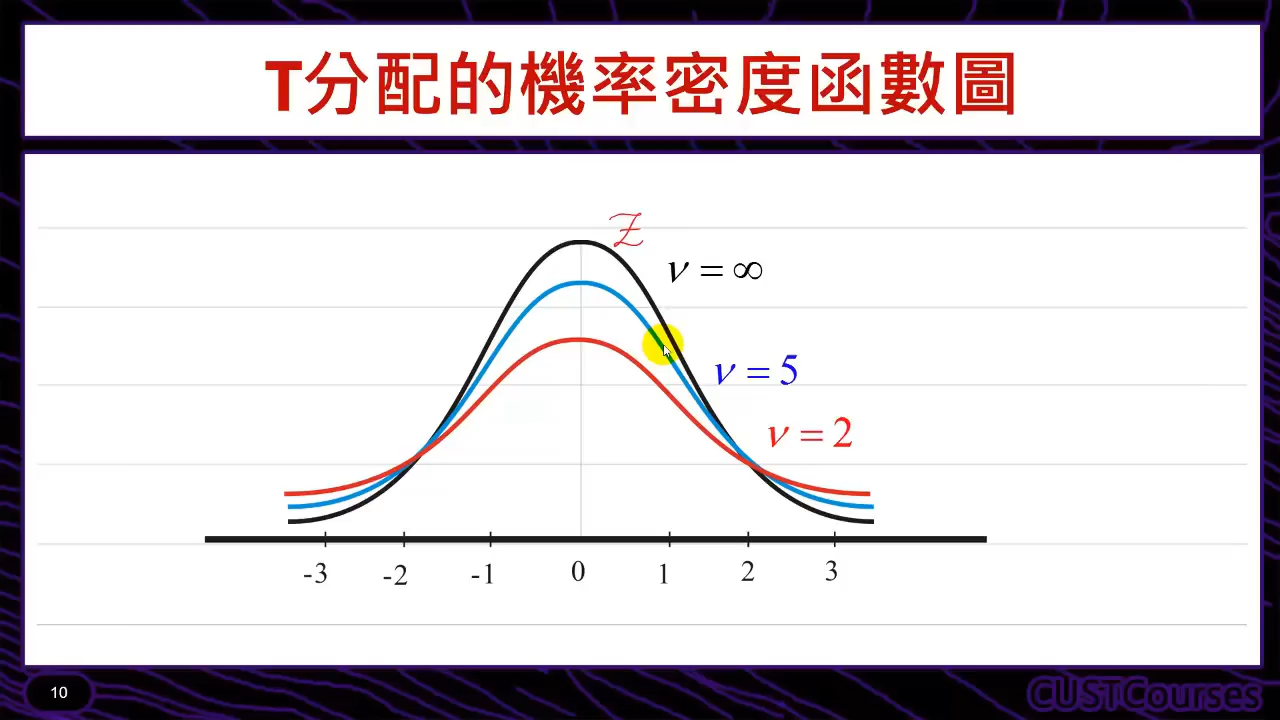 T分配的機率密度函數圖
Z
ν = ∞
ν = 5
ν = 2
-3 -2 -1 0 1 2 3
10
CUSTCourses